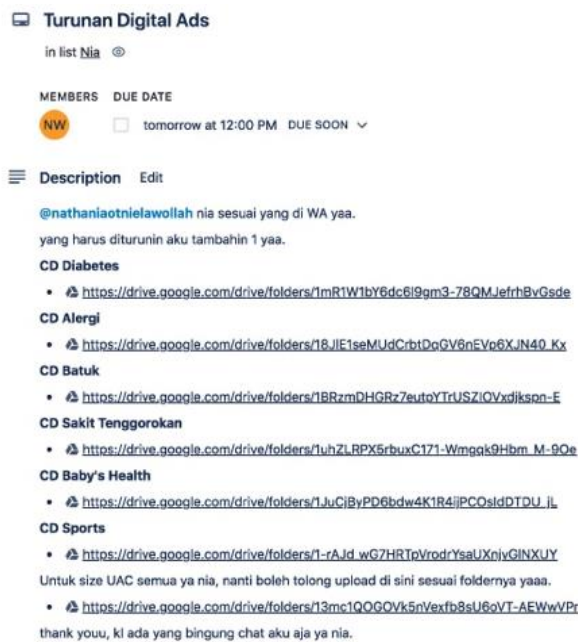 Turunan Digital Ads
in list Nia
MEMBERS DUE DATE
NW tomorrow at 12:00 PM DUE SOON
Description Edit
@nathaniaotnielawollah nia sesuai yang di WA yaa.
yang harus diturunin aku tambahin 1 yaa.
CD Diabetes
• https://drive.google.com/drive/folders/1mR1W1bY6dc6l9gm3-78QMJefrhBvGsde
CD Alergi
• https://drive.google.com/drive/folders/18JlE1seMUdCrbtDqGV6nEVp6XJN40_Kx
CD Batuk
• https://drive.google.com/drive/folders/1BRzmDHGRz7eutpYTrUSZlOVxdjkspn-E
CD Sakit Tenggorokan
• https://drive.google.com/drive/folders/1uhZLRPX5rbuxC171-Wmgqk9Hbm_M-9Oe
CD Baby's Health
• https://drive.google.com/drive/folders/1JuCjByPD6bdw4K1R4ijPCOsldDTDU_jL
CD Sports
• https://drive.google.com/drive/folders/1-rAJd_wG7HRTpVrodrYsaUXnjvGlNXUY
Untuk size UAC semua ya nia, nanti boleh tolong upload di sini sesuai foldernya yaaa.
• https://drive.google.com/drive/folders/13mc1QOGOVk5nVexfb8sU6oVT-AEWwVPr
thank youu, kl ada yang bingung chat aku aja ya nia.